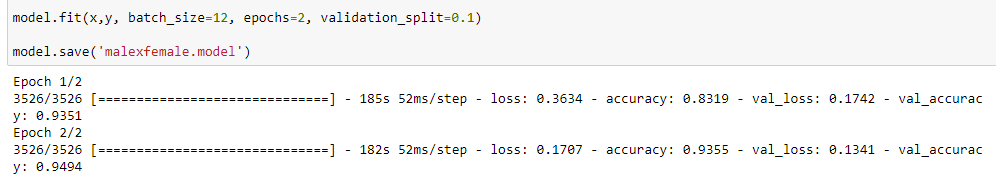 model.fit(x,y, batch_size=12, epochs=2, validation_split=0.1)
model.save('malexfemale.model')
Epoch 1/2
3526/3526 [==============================] - 185s 52ms/step - loss: 0.3634 - accuracy: 0.8319 - val_loss: 0.1742 - val_accurac
y: 0.9351
Epoch 2/2
3526/3526 [==============================] - 182s 52ms/step - loss: 0.1707 - accuracy: 0.9355 - val_loss: 0.1341 - val_accurac
y: 0.9494